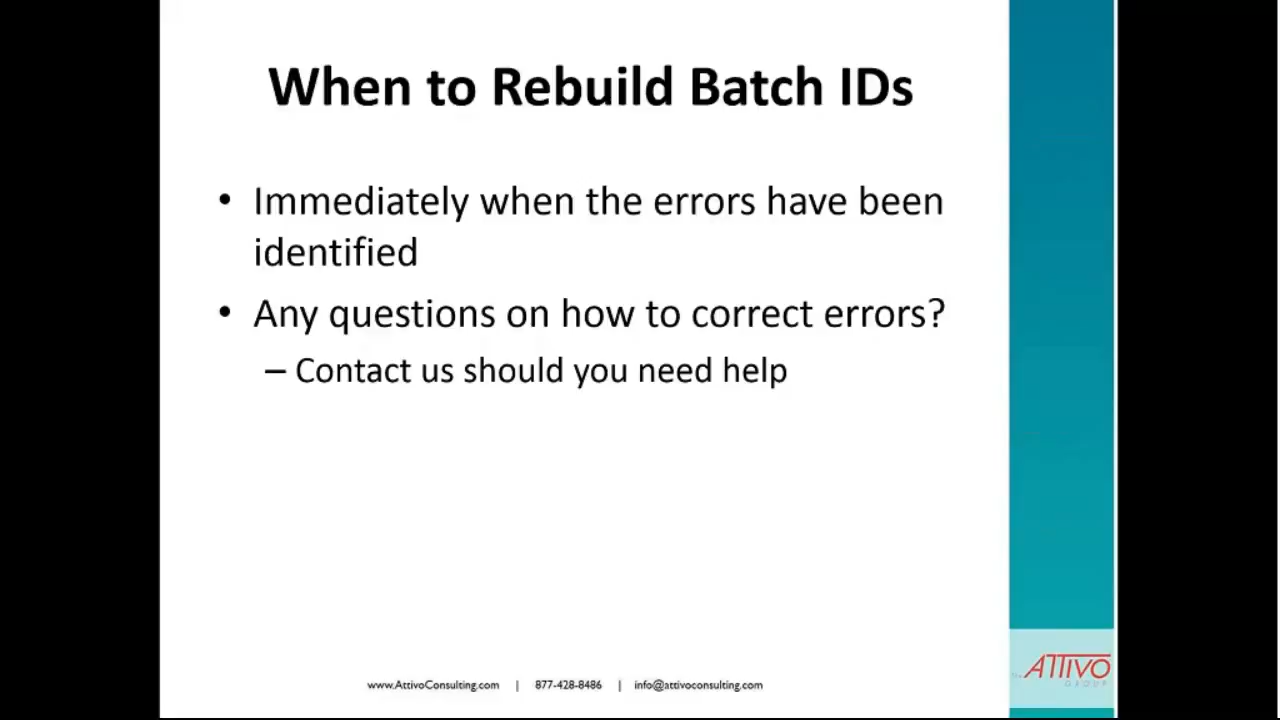 When to Rebuild Batch IDs
• Immediately when the errors have been
identified
• Any questions on how to correct errors?
– Contact us should you need help
www.AttivoConsulting.com | 877-428-8486 | info@attivoconsulting.com
ATTIVO
GROUP